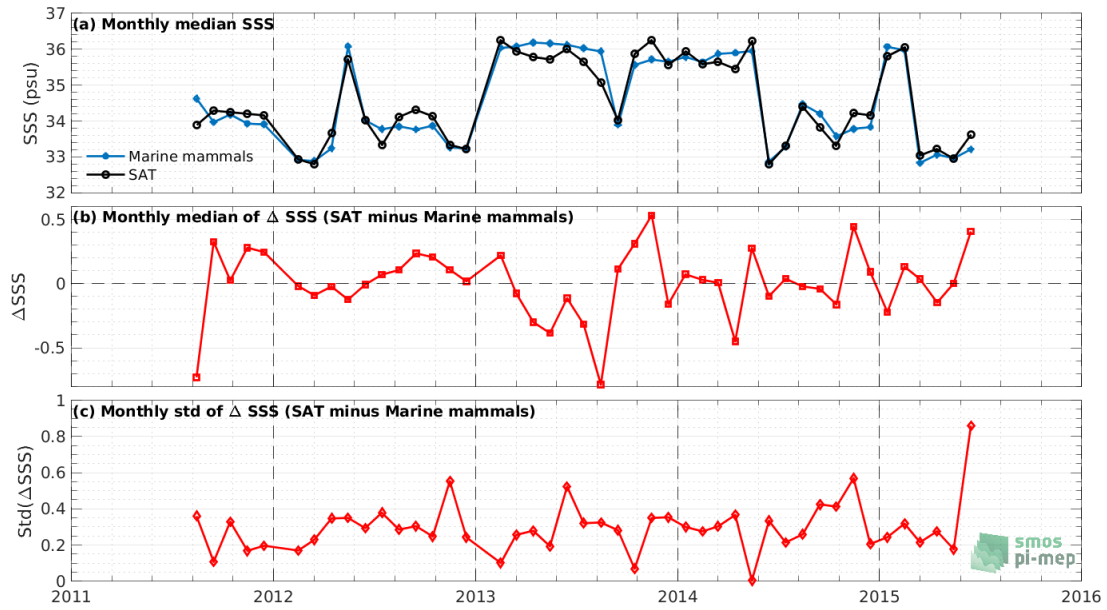 (a) Monthly median SSS
37
36
35
34
33
32
SSS (psu)
Marine mammals
SAT
(b) Monthly median of Δ SSS (SAT minus Marine mammals)
0.5
0
-0.5
ΔSSS
(c) Monthly std of Δ SSS (SAT minus Marine mammals)
1
0.8
0.6
0.4
0.2
0
Std(ΔSSS)
smos
pi-mep
2011 2012 2013 2014 2015 2016